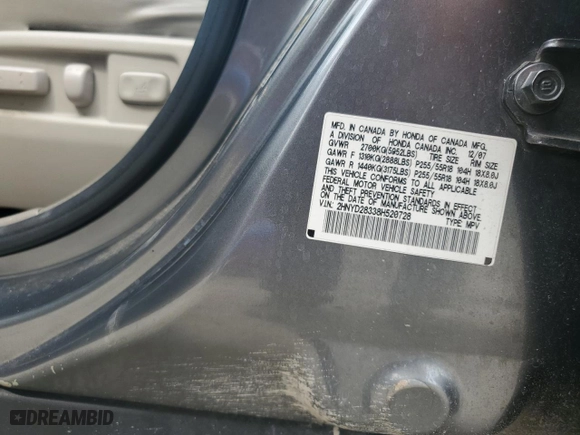 MFD. IN CANADA BY HONDA OF CANADA MFG.
A DIVISION OF HONDA CANADA INC. 12/07
GVWR 2700KG(5952LBS) TIRE SIZE RIM SIZE
GAWR F 1310KG(2888LBS) P255/55R18 104H 18X8.0J
GAWR R 1440KG(3175LBS) P255/55R18 104H 18X8.0J
THIS VEHICLE CONFORMS TO ALL APPLICABLE
FEDERAL MOTOR VEHICLE SAFETY, BUMPER,
AND THEFT PREVENTION STANDARDS IN EFFECT
ON THE DATE OF MANUFACTURE SHOWN ABOVE.
V.I.N: 2HNYD28338H520728 TYPE: MPV
DREAMBID